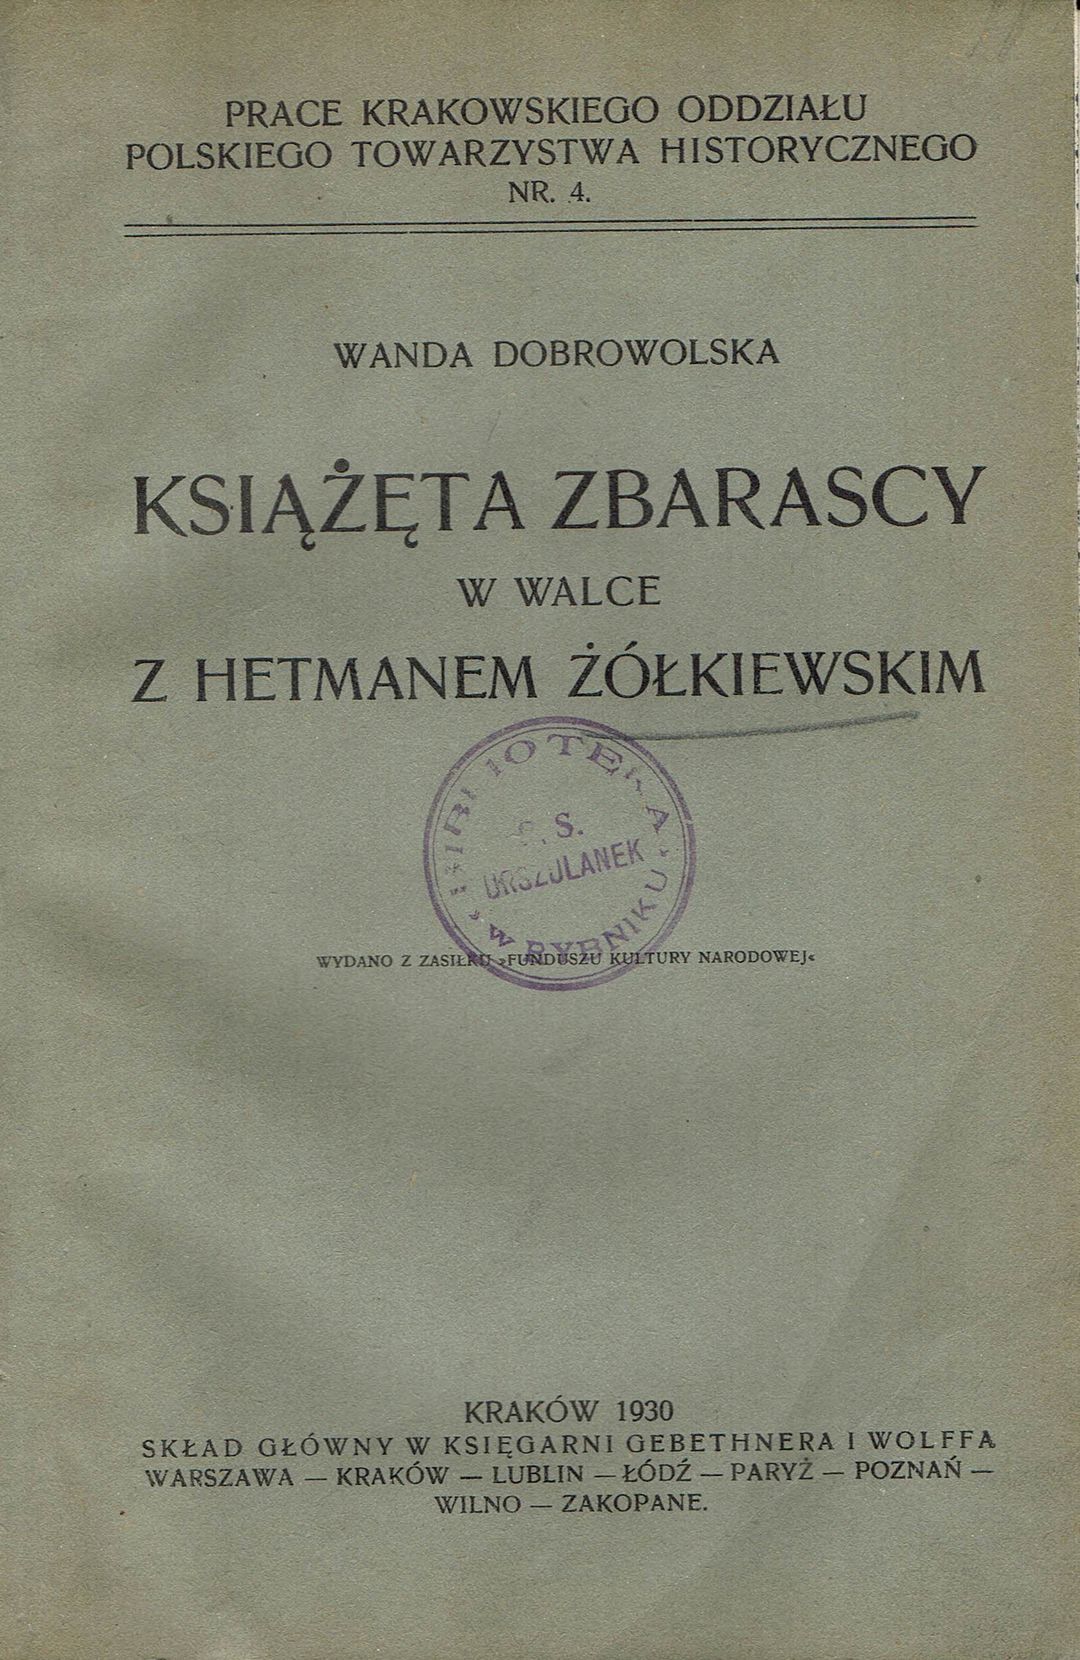 PRACE KRAKOWSKIEGO ODDZIAŁU
POLSKIEGO TOWARZYSTWA HISTORYCZNEGO
NR. 4.
WANDA DOBROWOLSKA
KSIĄŻĘTA ZBARASCY
W WALCE
Z HETMANEM ŻÓŁKIEWSKIM
BIBLIOTEKA
S.
URSZULANEK
W RYBNIKU
WYDANO Z ZASIŁKU »FUNDUSZU KULTURY NARODOWEJ«
KRAKÓW 1930
SKŁAD GŁÓWNY W KSIĘGARNI GEBETHNERA I WOLFFA
WARSZAWA — KRAKÓW — LUBLIN — ŁÓDŹ — PARYŻ — POZNAŃ —
WILNO — ZAKOPANE.